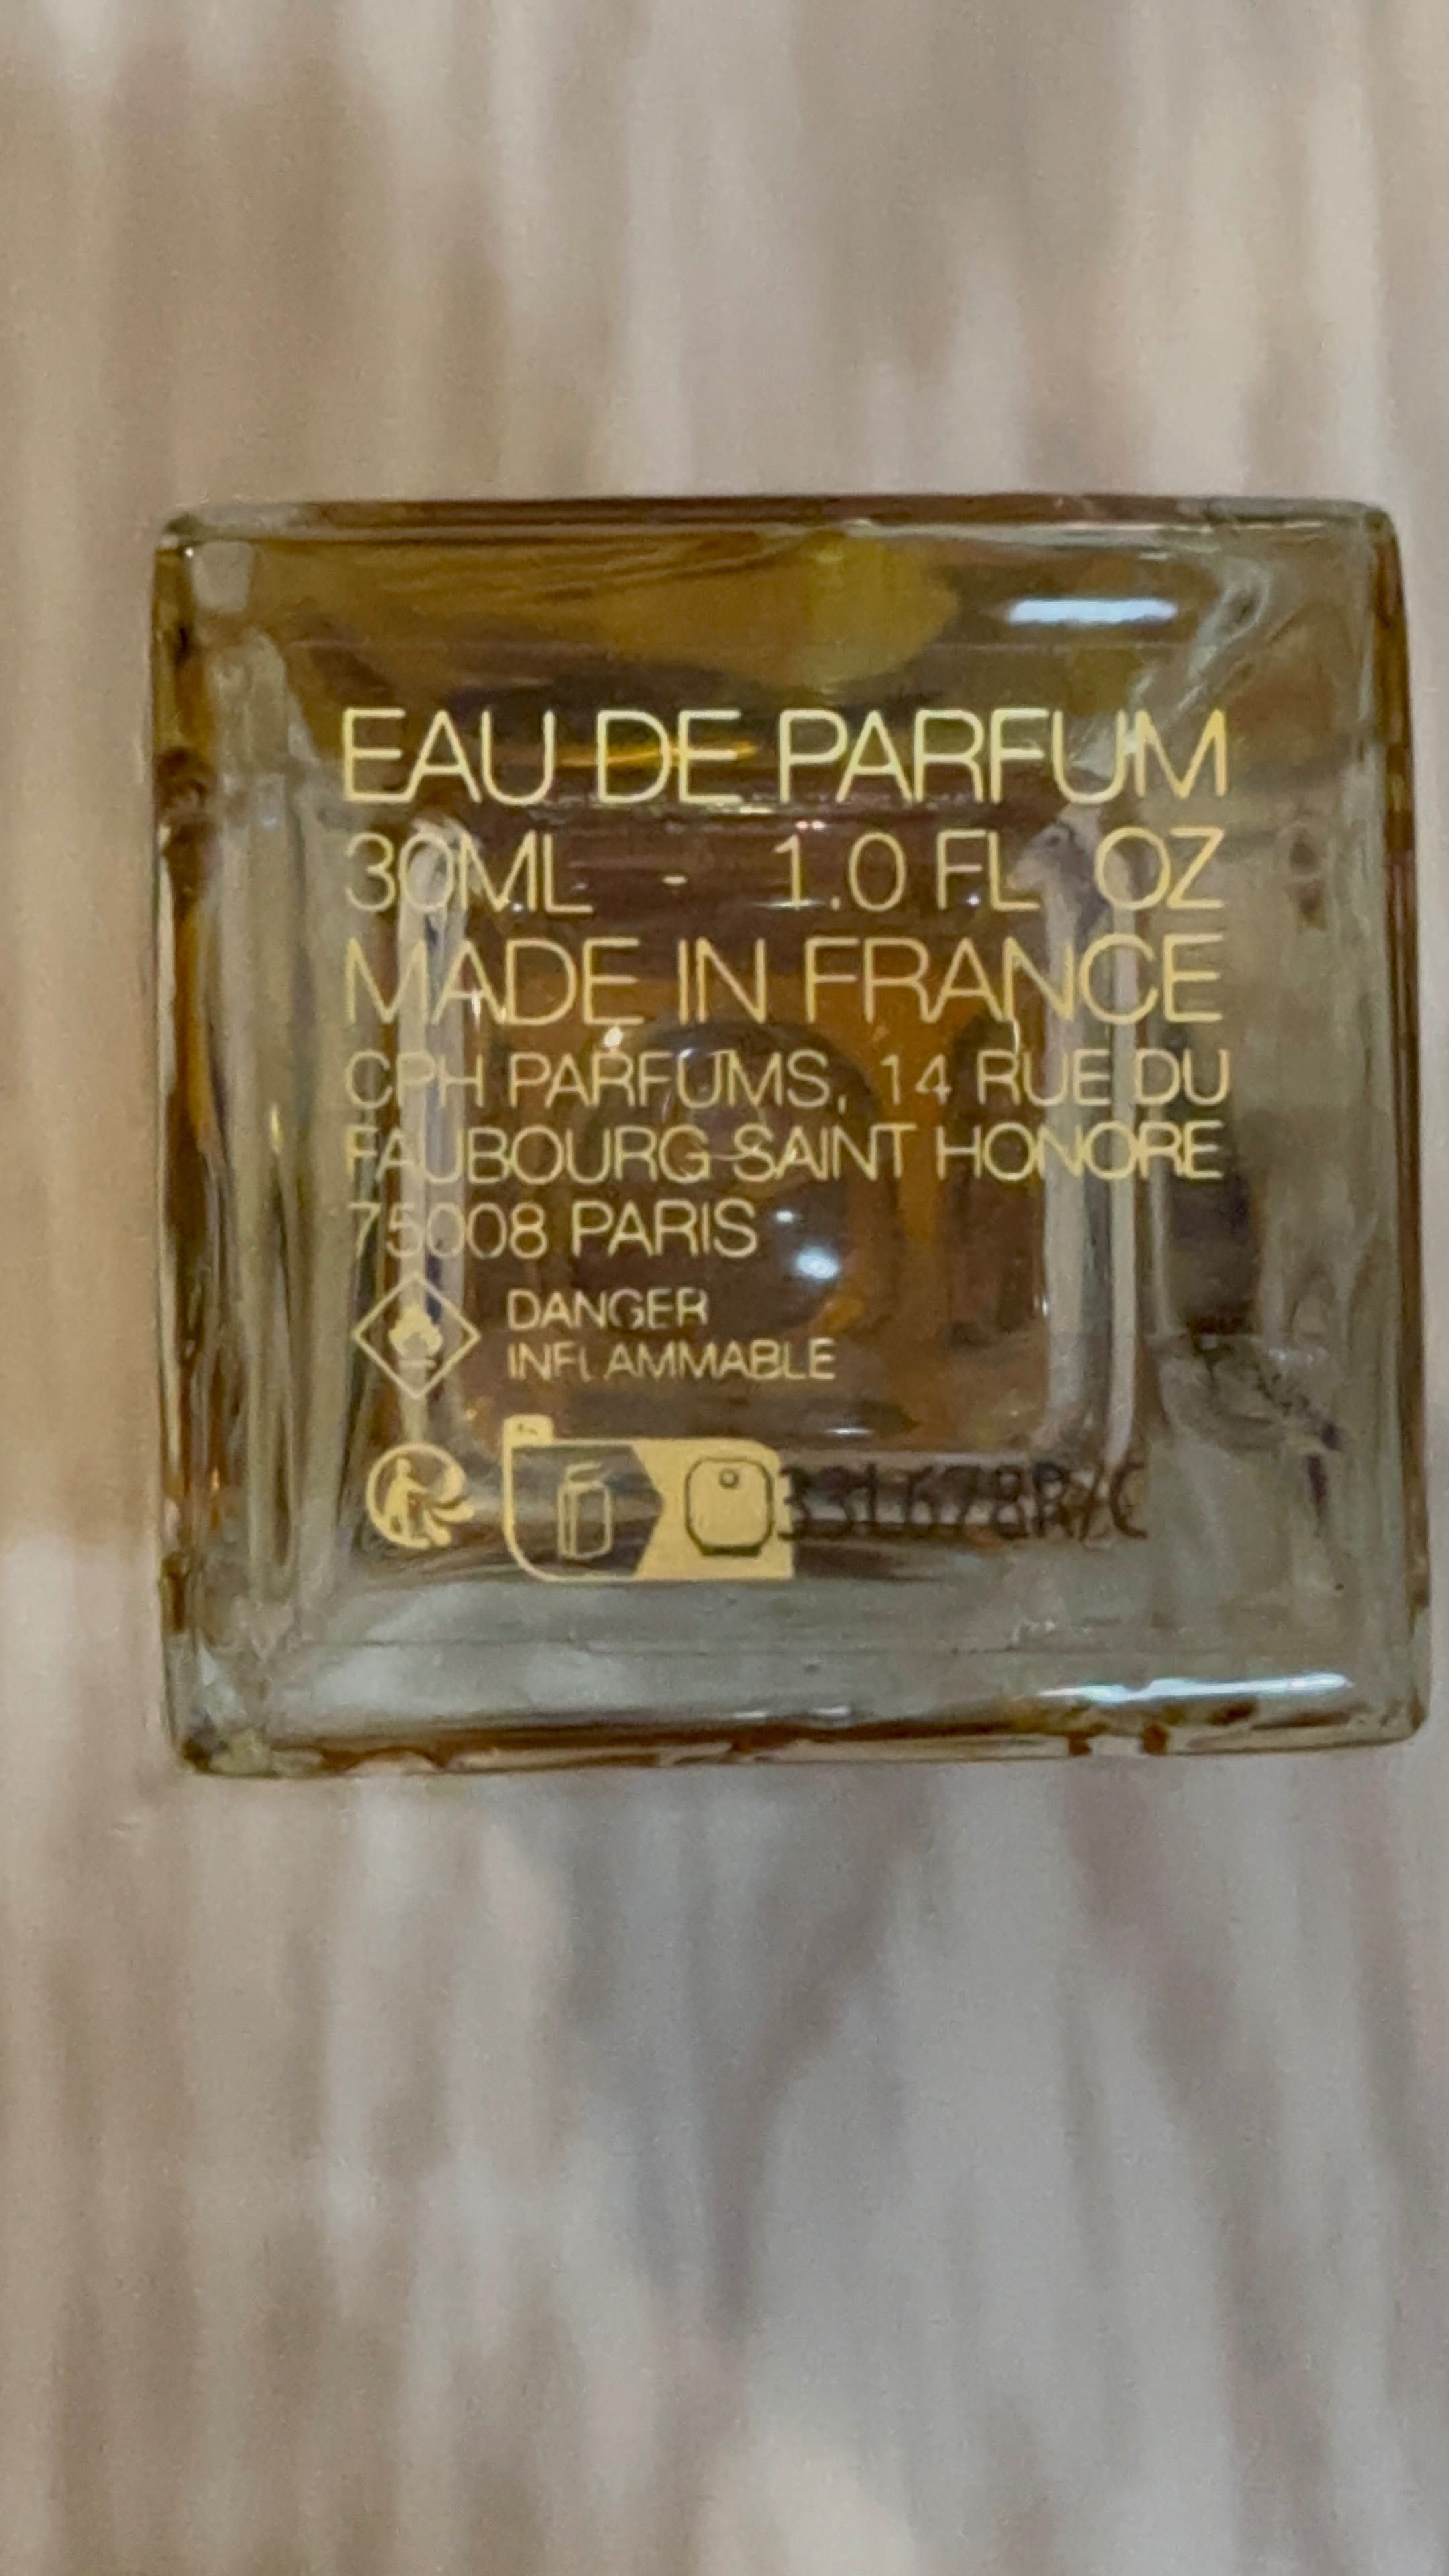 EAU DE PARFUM
30ML - 1.0 FL OZ
MADE IN FRANCE
CPH PARFUMS, 14 RUE DU
FAUBOURG SAINT HONORE
75008 PARIS
DANGER
INFLAMMABLE